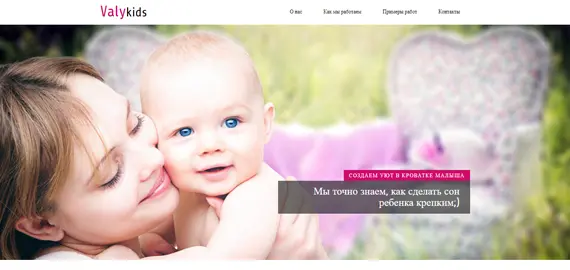 Valykids
О нас
Как мы работаем
Примеры работ
Контакты
СОЗДАЕМ УЮТ В КРОВАТКЕ МАЛЫША
Мы точно знаем, как сделать сон
ребенка крепким;)